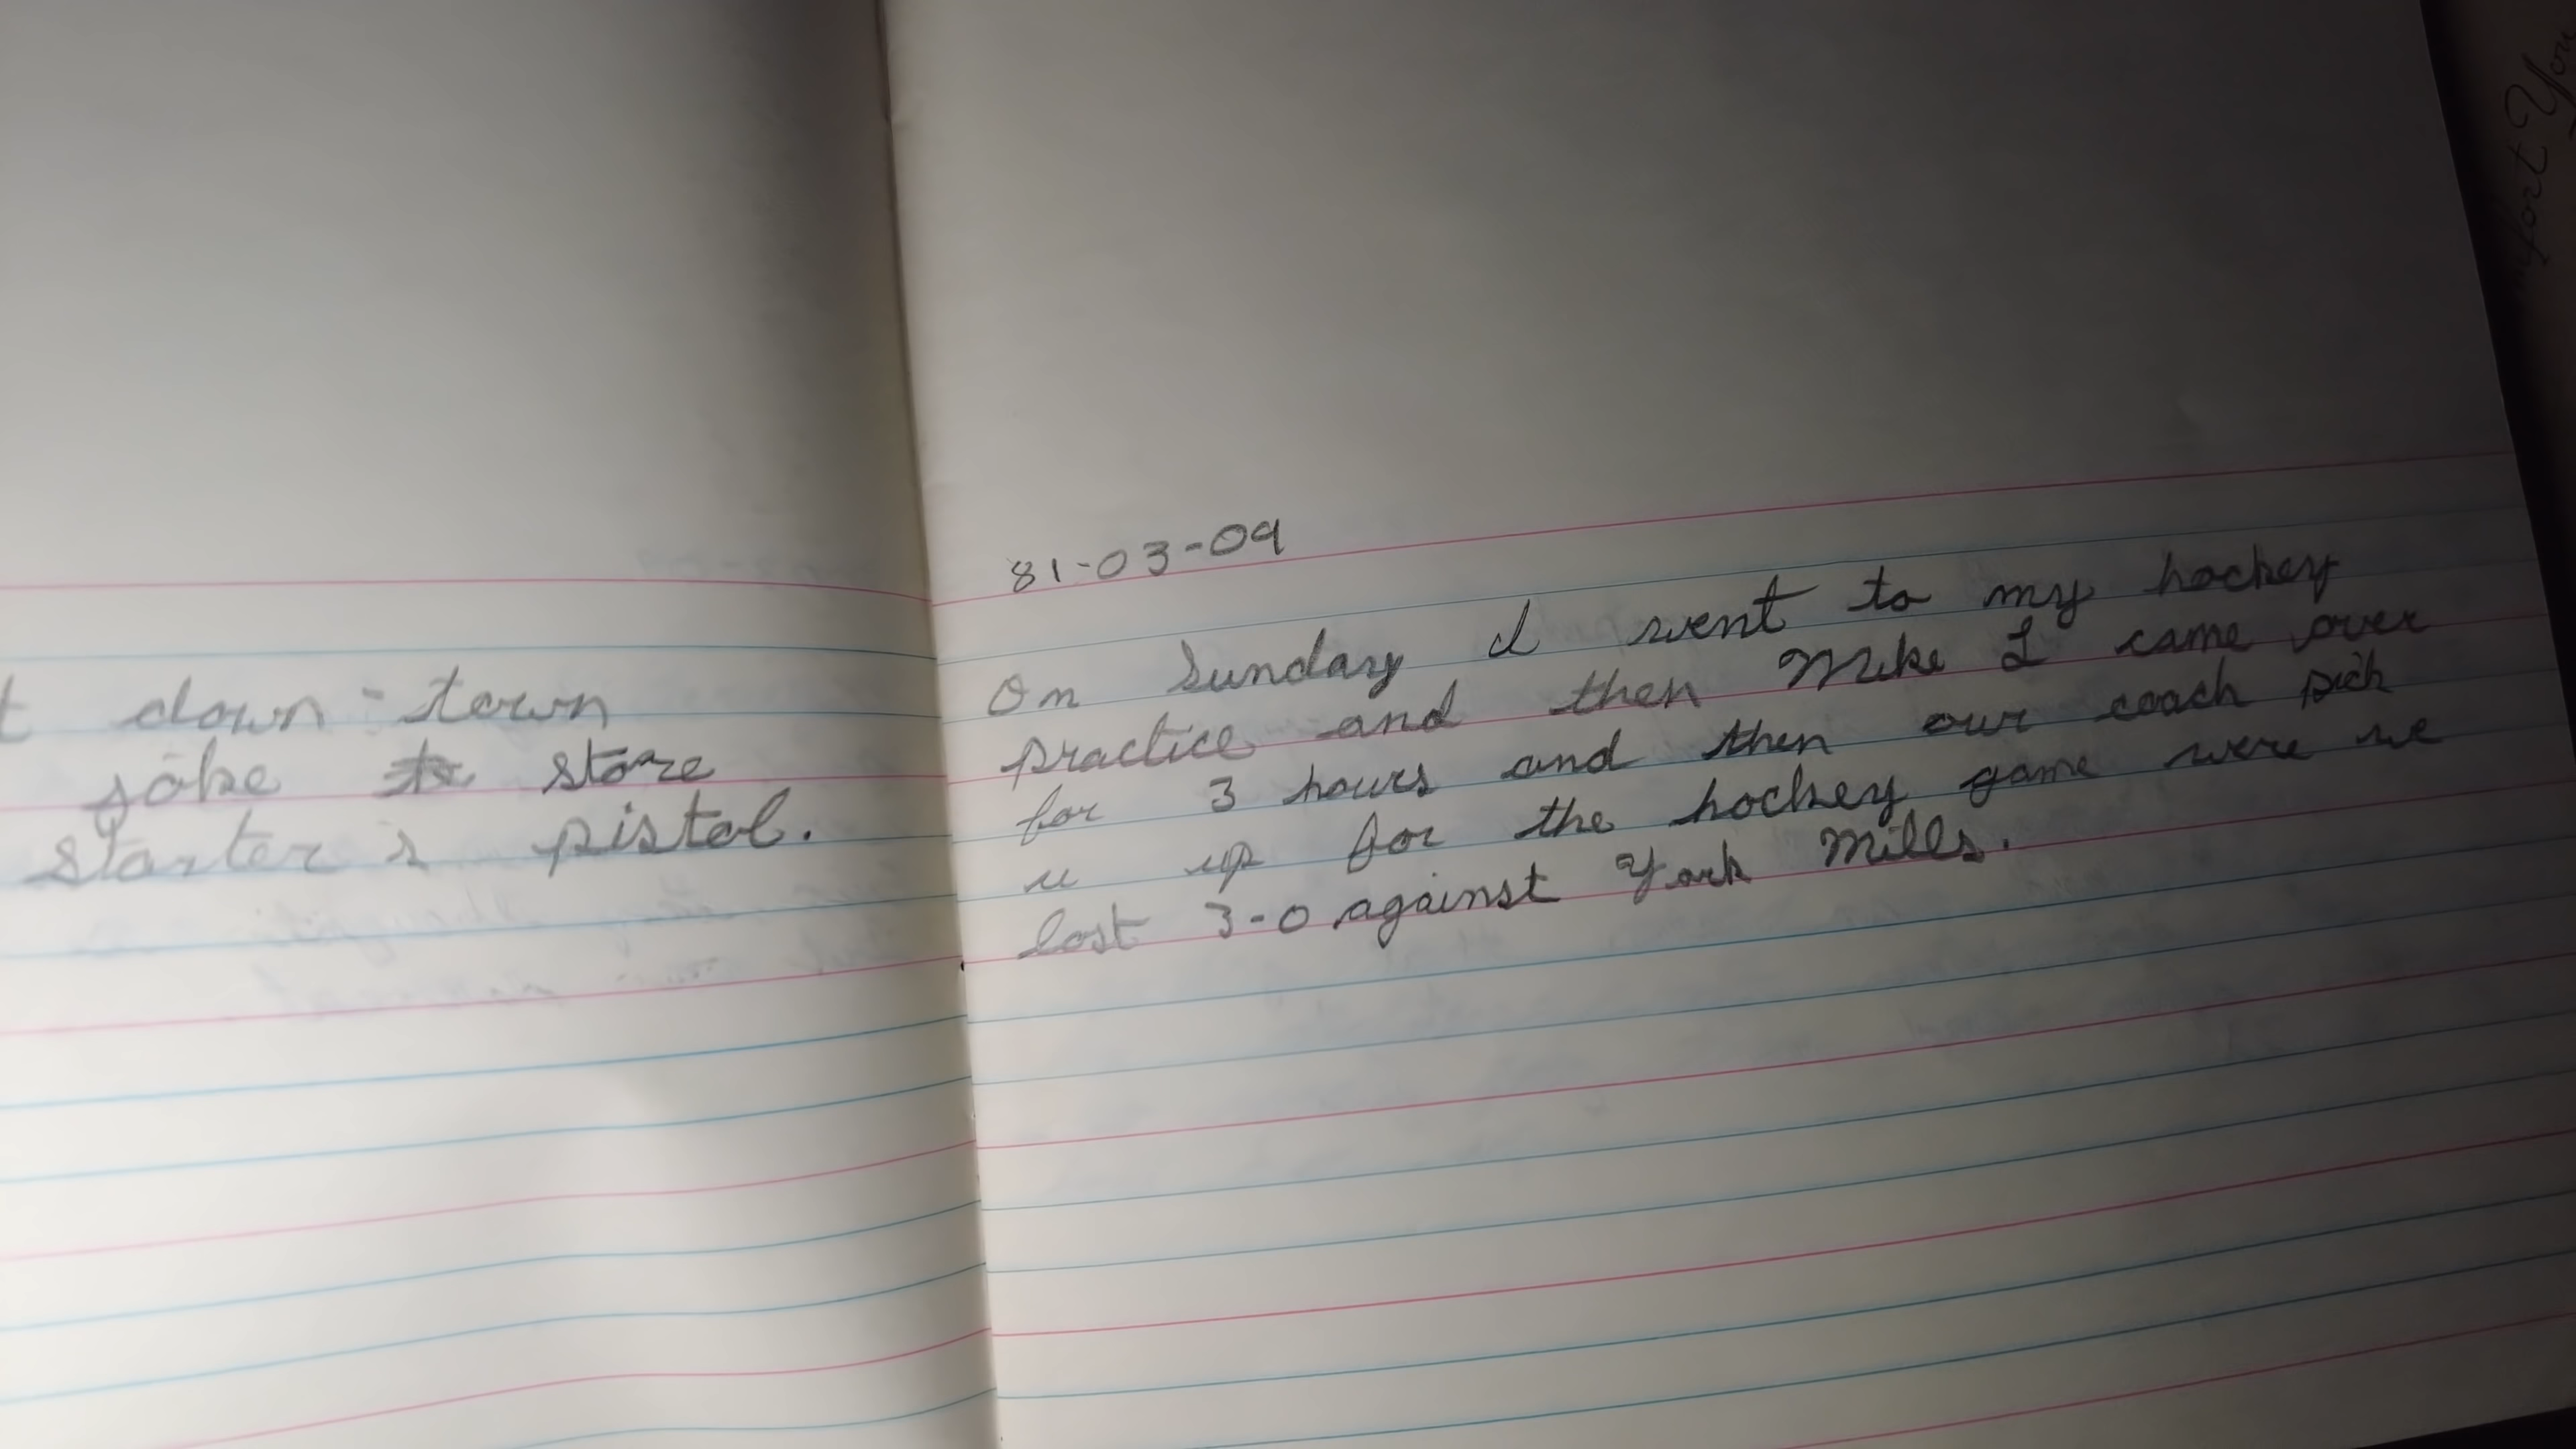 t down-town
joke store
starter's pistol.
81-03-09
On Sunday I went to my hockey
practice and then Mike L came over
for 3 hours and then our coach pick
u up for the hockey game were we
lost 3-0 against York Mills.